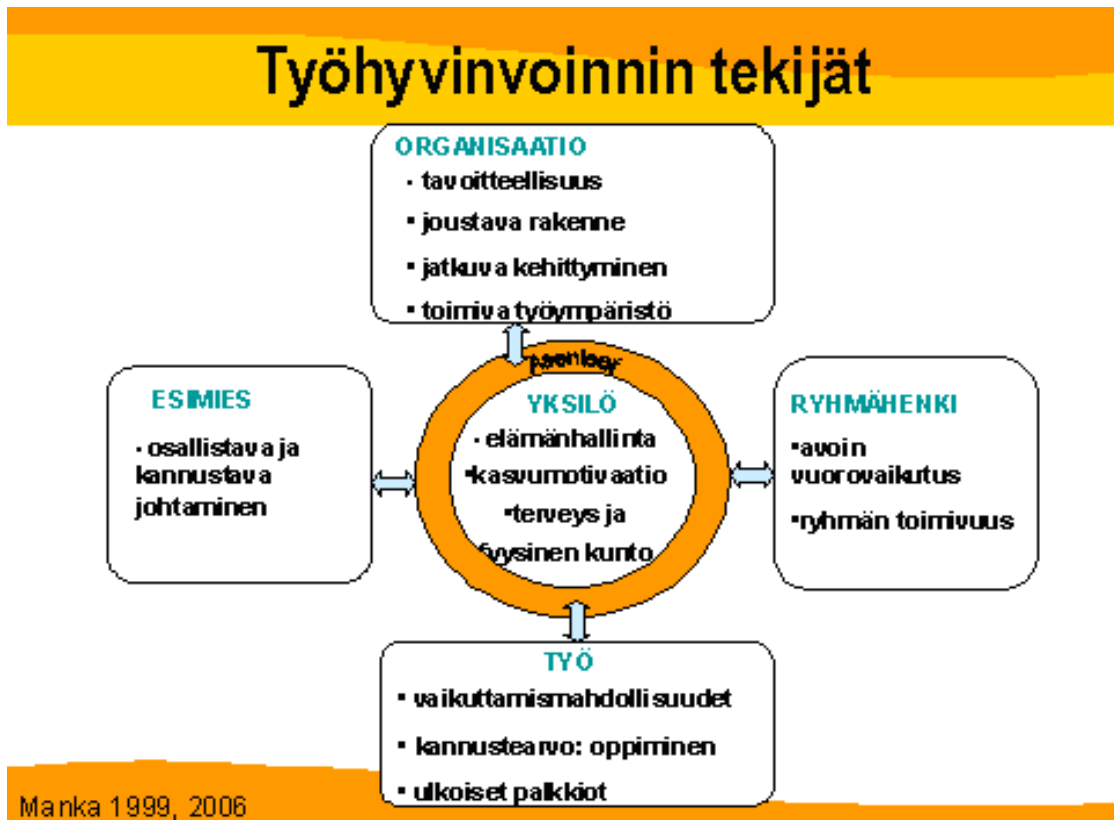 Työhyvinvoinnin tekijät
ORGANISAATIO
- tavoitteellisuus
▪ joustava rakenne
▪ jatkuva kehittyminen
▪ toimiva työympäristö
ESIMIES
- osallistava ja
kannustava
johtaminen
Asenteet
YKSILÖ
- elämänhallinta
▪kasvumotivaatio
▪terveys ja
fyysinen kunto
RYHMÄHENKI
▪avoin
vuorovaikutus
▪ryhmän toimivuus
TYÖ
▪ vaikuttamismahdollisuudet
▪ kannustearvo: oppiminen
▪ ulkoiset palkkiot
Manka 1999, 2006